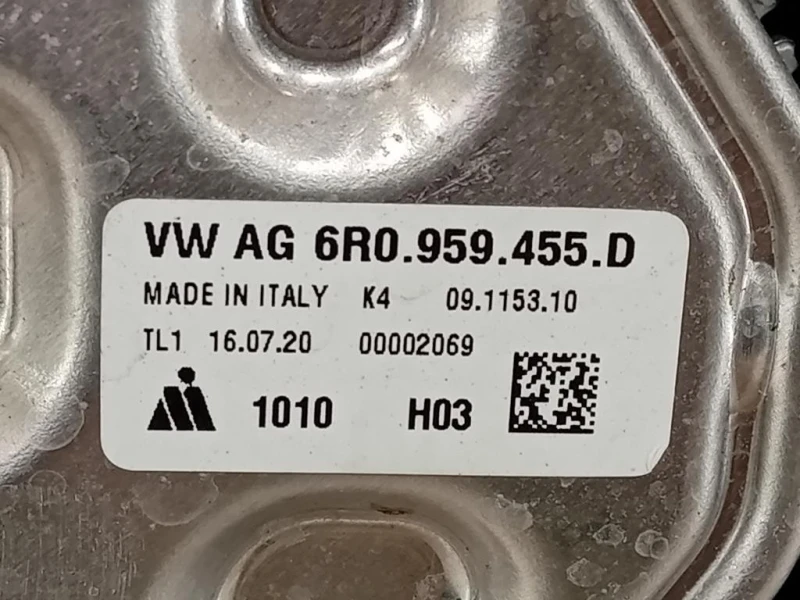 VW AG 6R0.959.455.D
MADE IN ITALY K4 09.1153.10
TL1 16.07.20 00002069
1010 H03